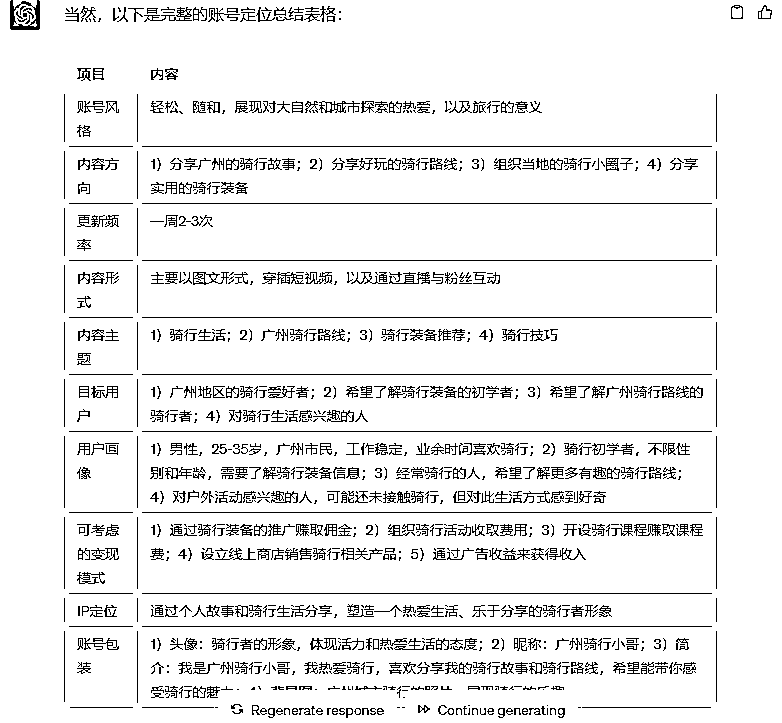 当然，以下是完整的账号定位总结表格：
项目 内容
账号风格 轻松、随和，展现对大自然和城市探索的热爱，以及旅行的意义
内容方向 1）分享广州的骑行故事；2）分享好玩的骑行路线；3）组织当地的骑行小圈子；4）分享
实用的骑行装备
更新频率 一周2-3次
内容形式 主要以图文形式，穿插短视频，以及通过直播与粉丝互动
内容主题 1）骑行生活；2）广州骑行路线；3）骑行装备推荐；4）骑行技巧
目标用户 1）广州地区的骑行爱好者；2）希望了解骑行装备的初学者；3）希望了解广州骑行路线的
骑行者；4）对骑行生活感兴趣的人
用户画像 1）男性，25-35岁，广州市民，工作稳定，业余时间喜欢骑行；2）骑行初学者，不限性
别和年龄，需要了解骑行装备信息；3）经常骑行的人，希望了解更多有趣的骑行路线；
4）对户外活动感兴趣的人，可能还未接触骑行，但对此生活方式感到好奇
可考虑的变现模式 1）通过骑行装备的推广赚取佣金；2）组织骑行活动收取费用；3）开设骑行课程赚取课程
费；4）设立线上商店销售骑行相关产品；5）通过广告收益来获得收入
IP定位 通过个人故事和骑行生活分享，塑造一个热爱生活、乐于分享的骑行者形象
账号包装 1）头像：骑行者的形象，体现活力和热爱生活的态度；2）昵称：广州骑行小哥；3）简
介：我是广州骑行小哥，我热爱骑行，喜欢分享我的骑行故事和骑行路线，希望能带你感
受骑行的
Regenerate response Continue generating